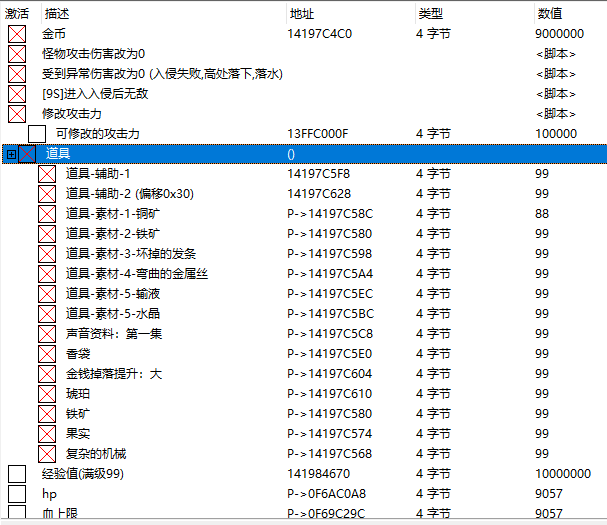 激活 描述 地址 类型 数值
金币 14197C4C0 4 字节 9000000
怪物攻击伤害改为0 <脚本>
受到异常伤害改为0 (入侵失败,高处落下,落水) <脚本>
[9S]进入入侵后无敌 <脚本>
修改攻击力 <脚本>
可修改的攻击力 13FFC000F 4 字节 100000
道具 ()
道具-辅助-1 14197C5F8 4 字节 99
道具-辅助-2 (偏移0x30) 14197C628 4 字节 99
道具-素材-1-铜矿 P->14197C58C 4 字节 88
道具-素材-2-铁矿 P->14197C580 4 字节 99
道具-素材-3-坏掉的发条 P->14197C598 4 字节 99
道具-素材-4-弯曲的金属丝 P->14197C5A4 4 字节 99
道具-素材-5-输液 P->14197C5EC 4 字节 99
道具-素材-5-水晶 P->14197C5BC 4 字节 99
声音资料：第一集 P->14197C5C8 4 字节 99
香袋 P->14197C5E0 4 字节 99
金钱掉落提升：大 P->14197C604 4 字节 99
琥珀 P->14197C610 4 字节 99
铁矿 P->14197C580 4 字节 99
果实 P->14197C574 4 字节 99
复杂的机械 P->14197C568 4 字节 99
经验值(满级99) 141984670 4 字节 10000000
hp P->0F6AC0A8 4 字节 9057
血上限 P->0F69C29C 4 字节 9057